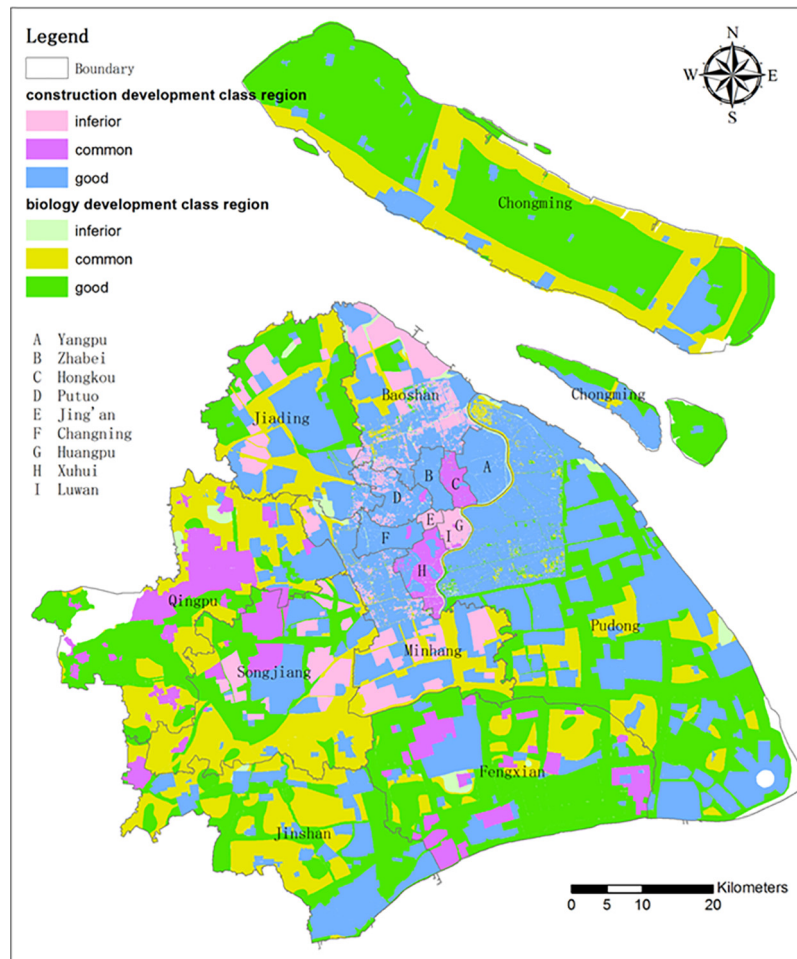 Legend
Boundary
construction development class region
inferior
common
good
biology development class region
inferior
common
good
A Yangpu
B Zhabei
C Hongkou
D Putuo
E Jing'an
F Changning
G Huangpu
H Xuhui
I Luwan
N
W E
S
Chongming
Chongming
Baoshan
Jiading
A
B
C
D
E
G
F
I
H
Qingpu
Pudong
Minhang
Songjiang
Fengxian
Jinshan
Kilometers
0 5 10 20